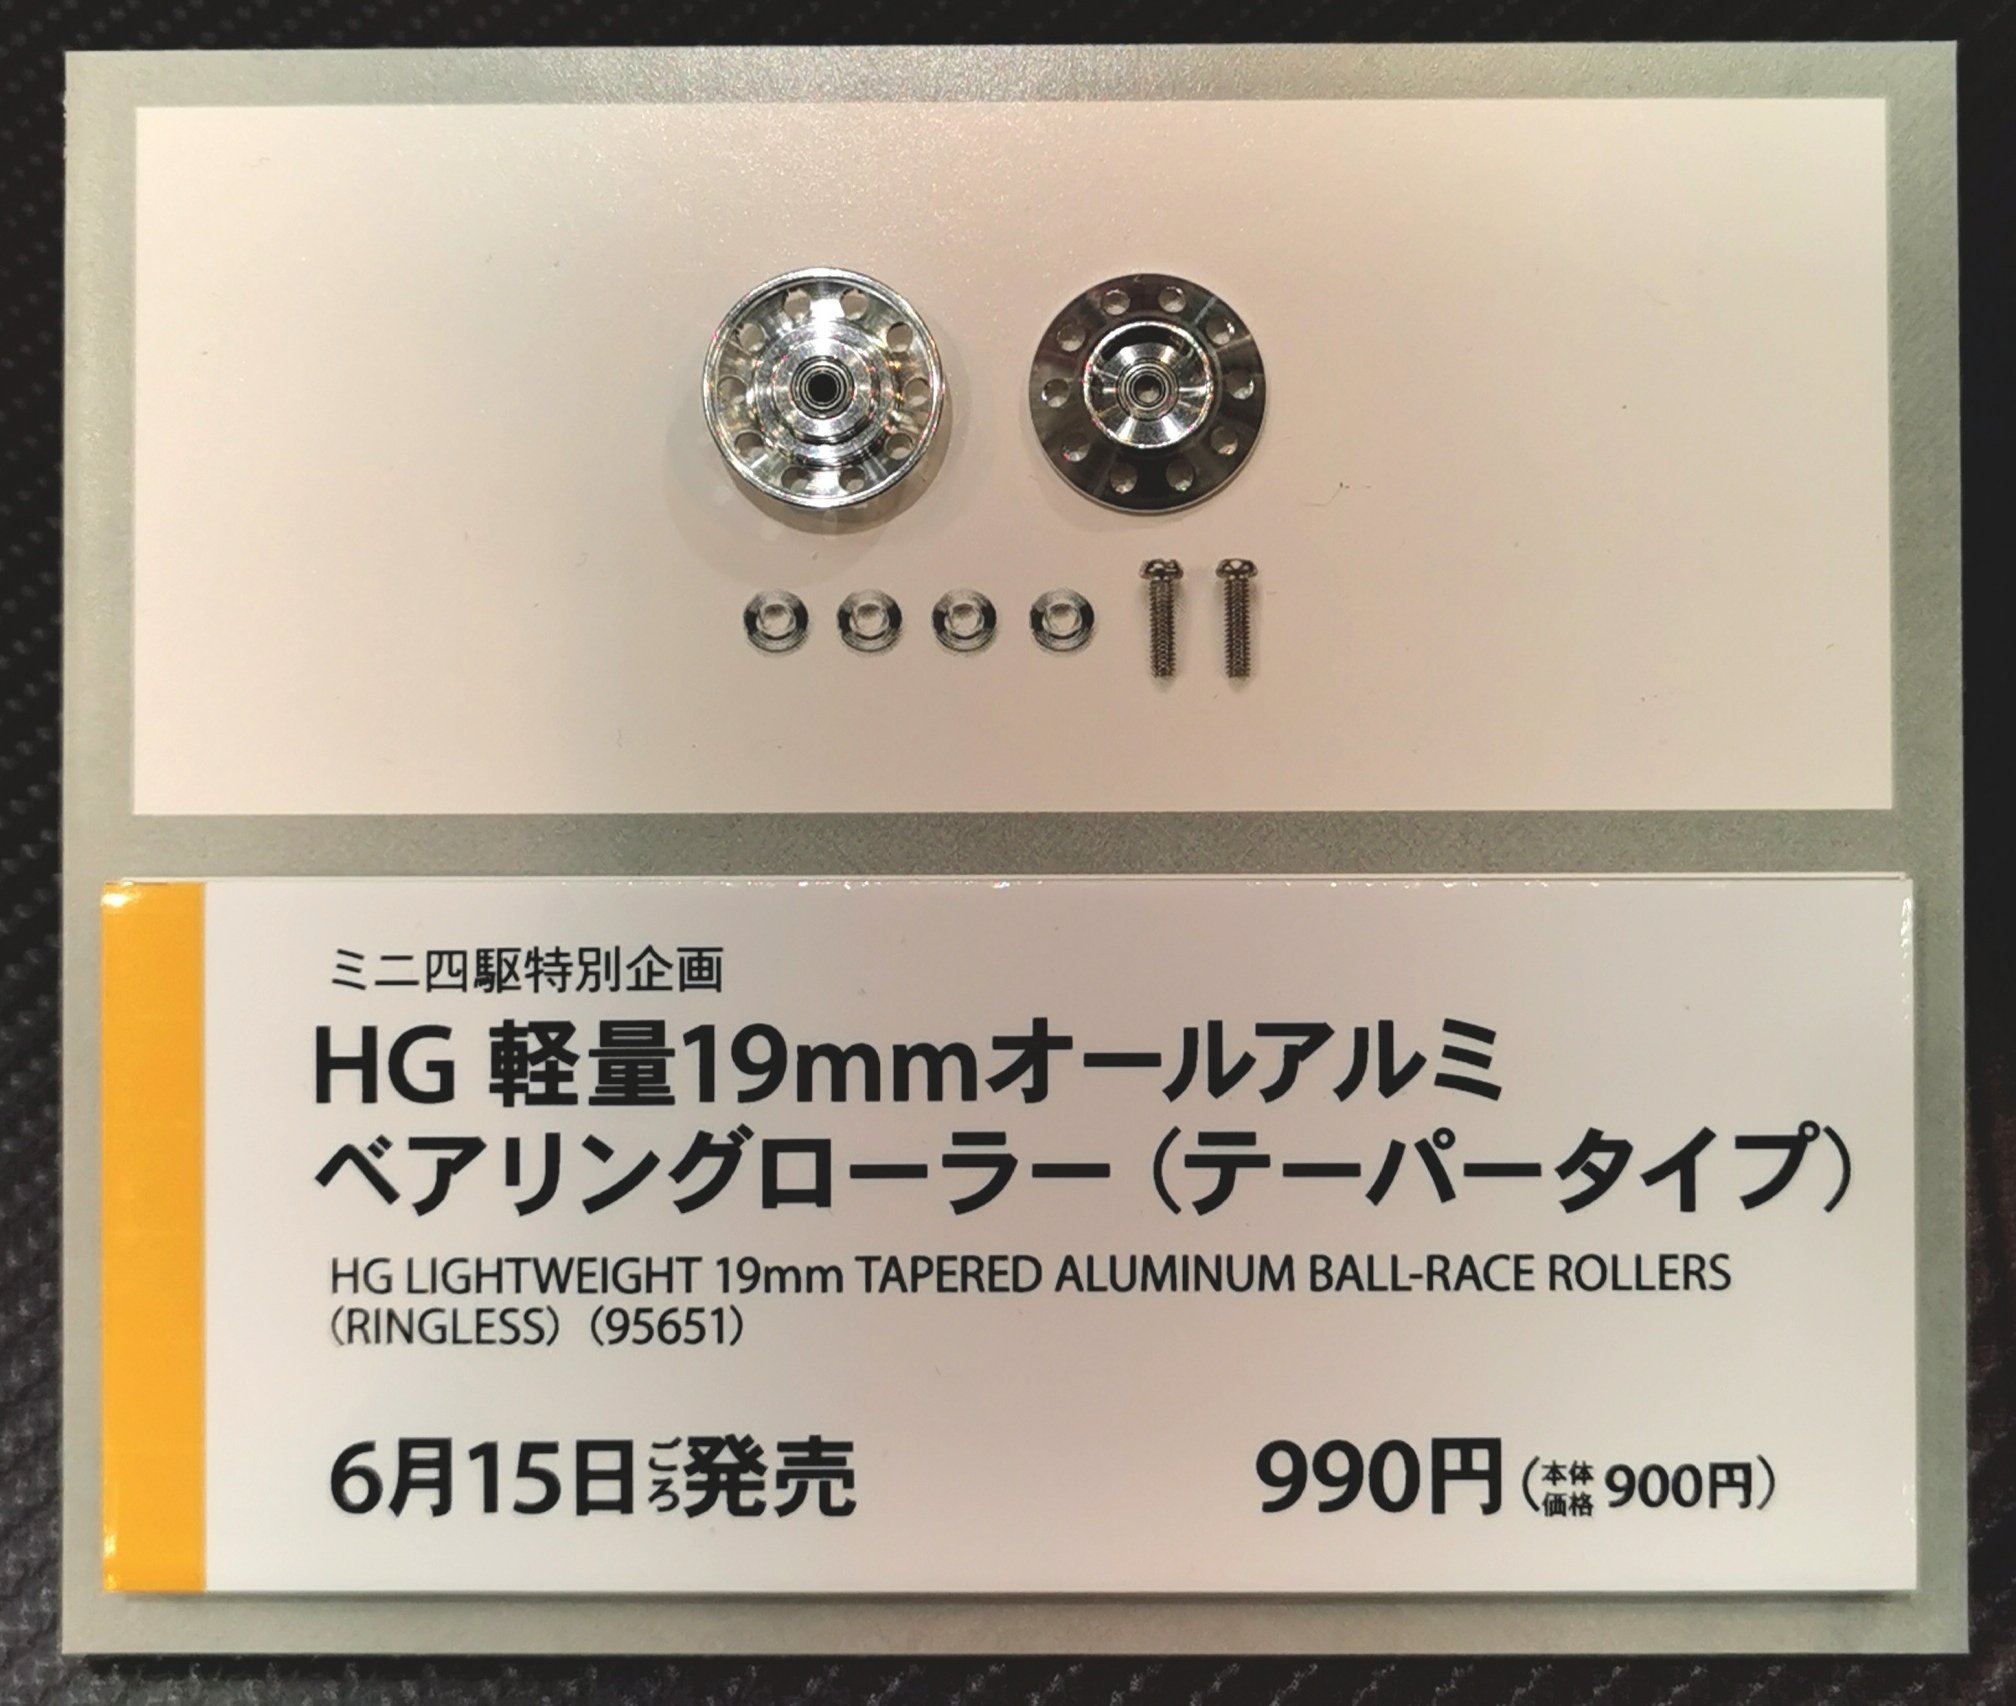 ミニ四駆特別企画
HG 軽量19mmオールアルミ
ベアリングローラー（テーパータイプ）
HG LIGHTWEIGHT 19mm TAPERED ALUMINUM BALL-RACE ROLLERS
（RINGLESS）（95651）
6月15日ごろ発売
990円（本体価格 900円）